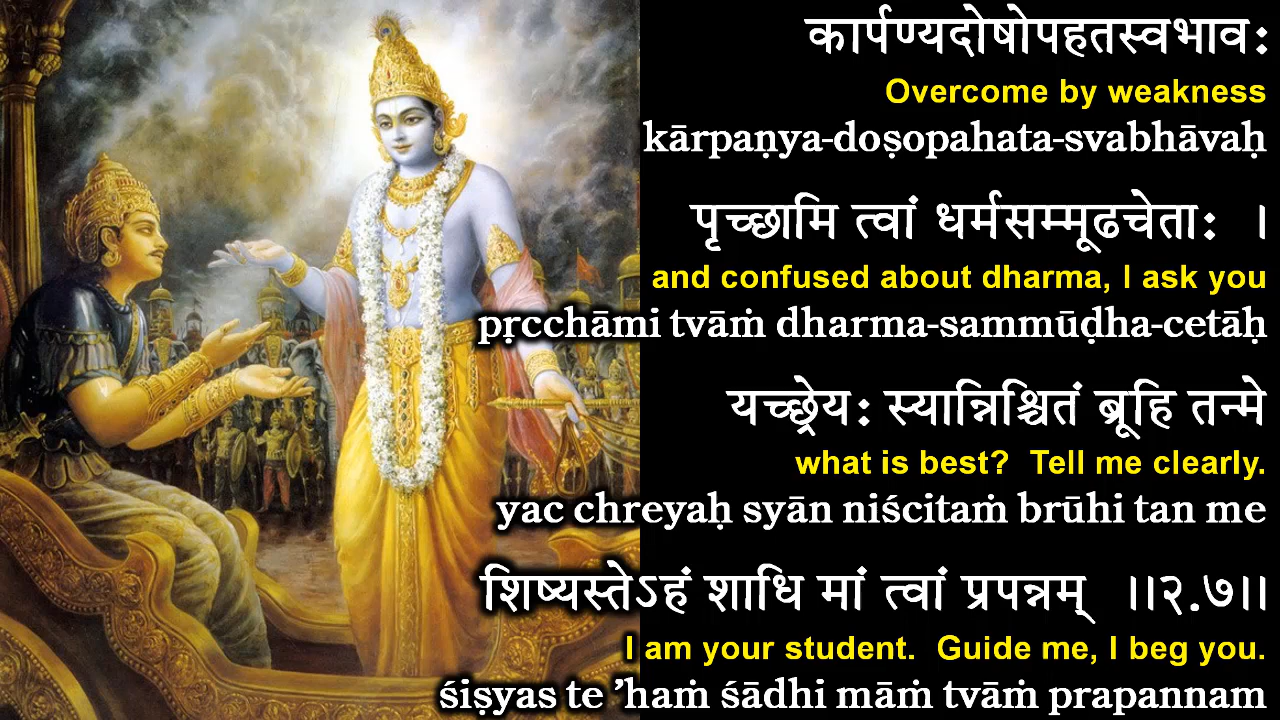 कार्पण्यदोषोपहतस्वभावः
Overcome by weakness
kārpaṇya-doṣopahata-svabhāvaḥ
पृच्छामि त्वां धर्मसम्मूढचेताः ।
and confused about dharma, I ask you
pṛcchāmi tvāṁ dharma-sammūḍha-cetāḥ
यच्छ्रेयः स्यान्निश्चितं ब्रूहि तन्मे
what is best? Tell me clearly.
yac chreyaḥ syān niścitaṁ brūhi tan me
शिष्यस्तेऽहं शाधि मां त्वां प्रपन्नम् ।।२.७।।
I am your student. Guide me, I beg you.
śiṣyas te ’haṁ śādhi māṁ tvāṁ prapannam